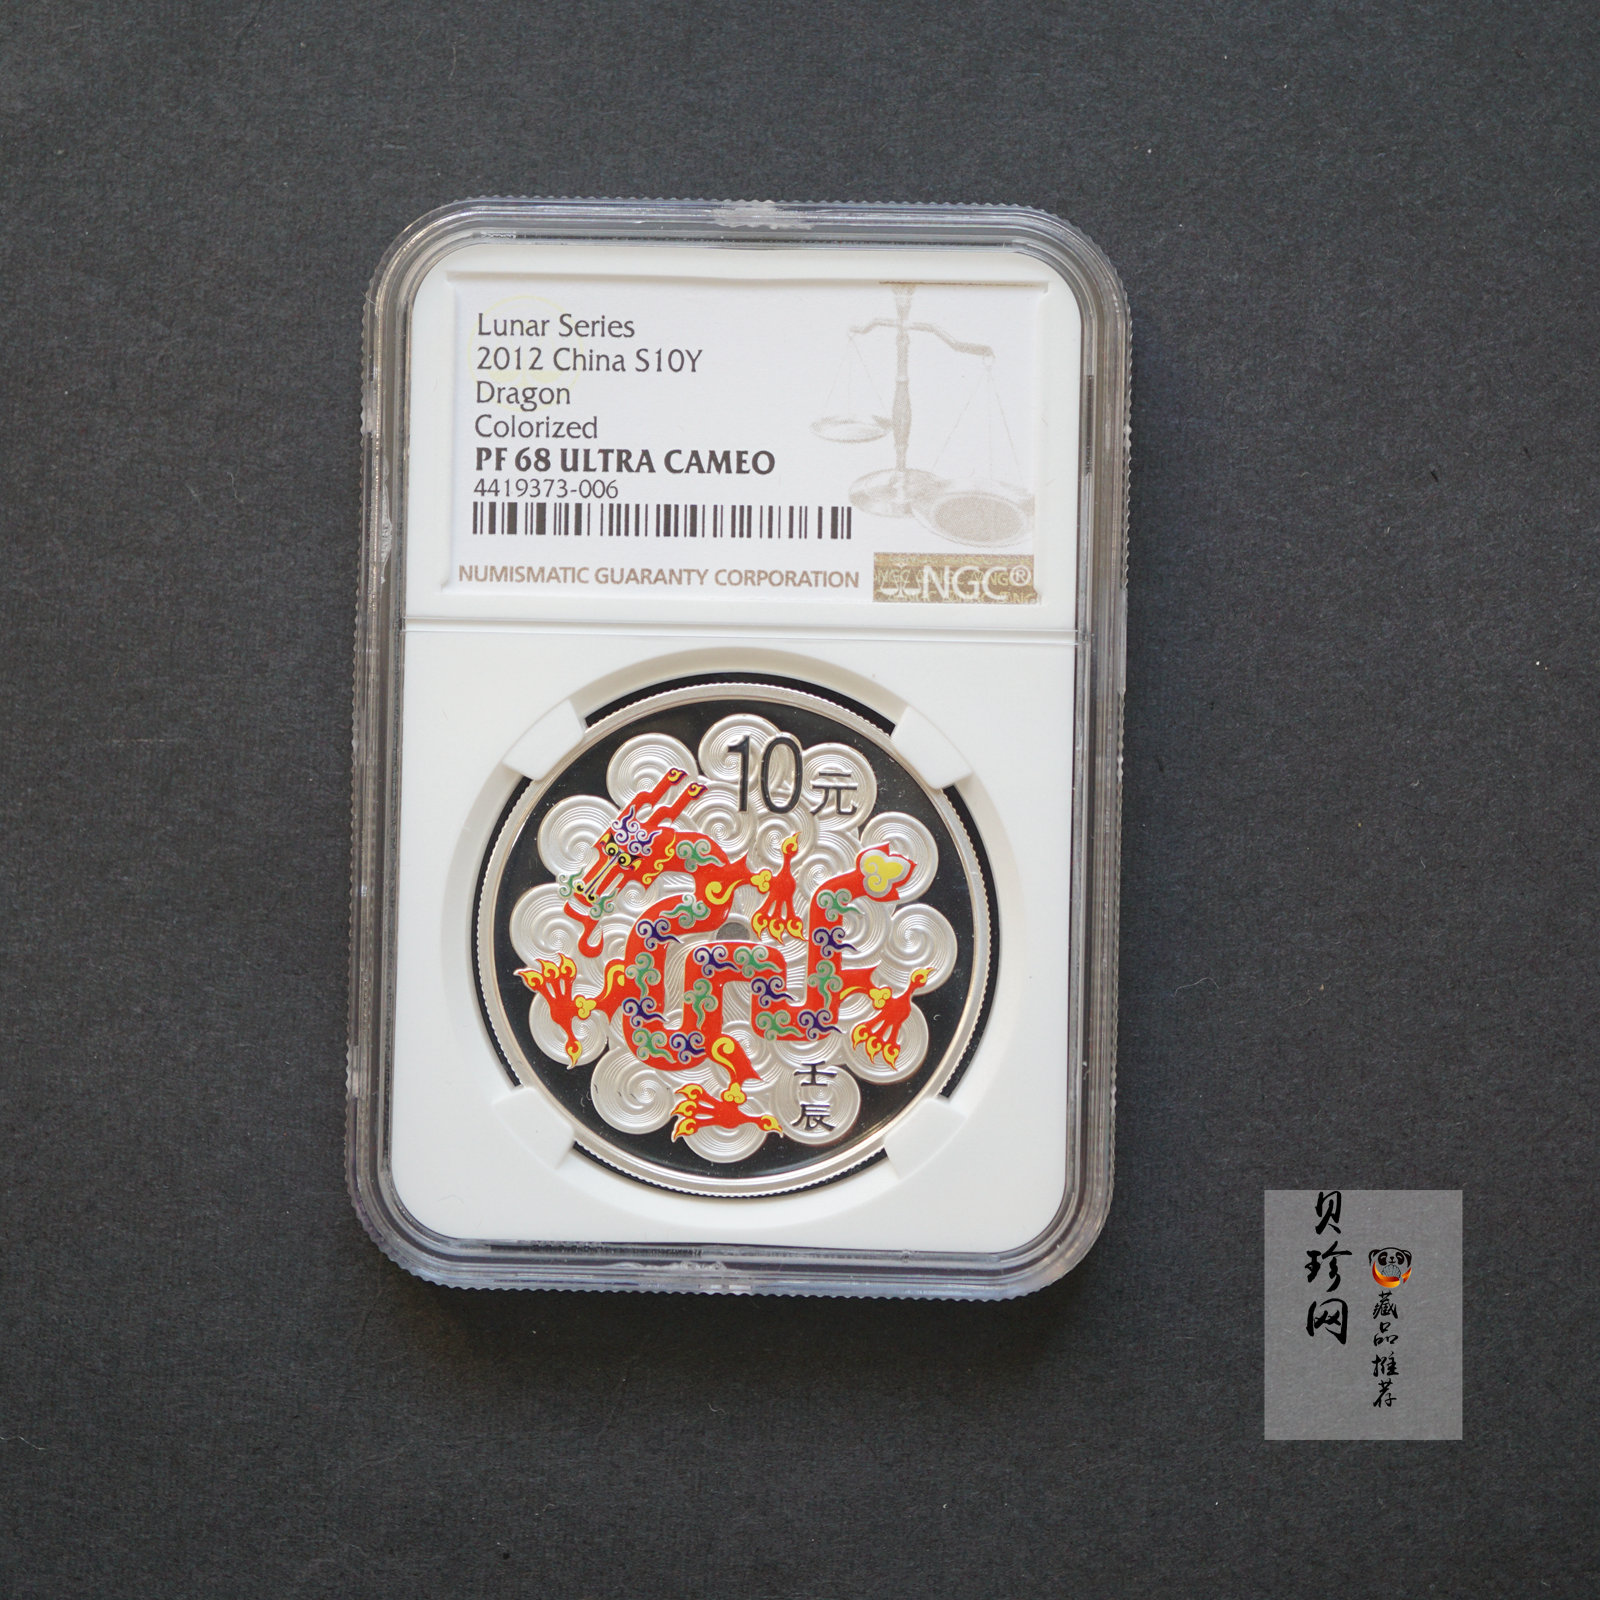 Lunar Series
2012 China S10Y
Dragon
Colorized
PF 68 ULTRA CAMEO
4419373-006
NUMISMATIC GUARANTY CORPORATION
NGC®
10元
壬辰
贝珍网
藏品推荐